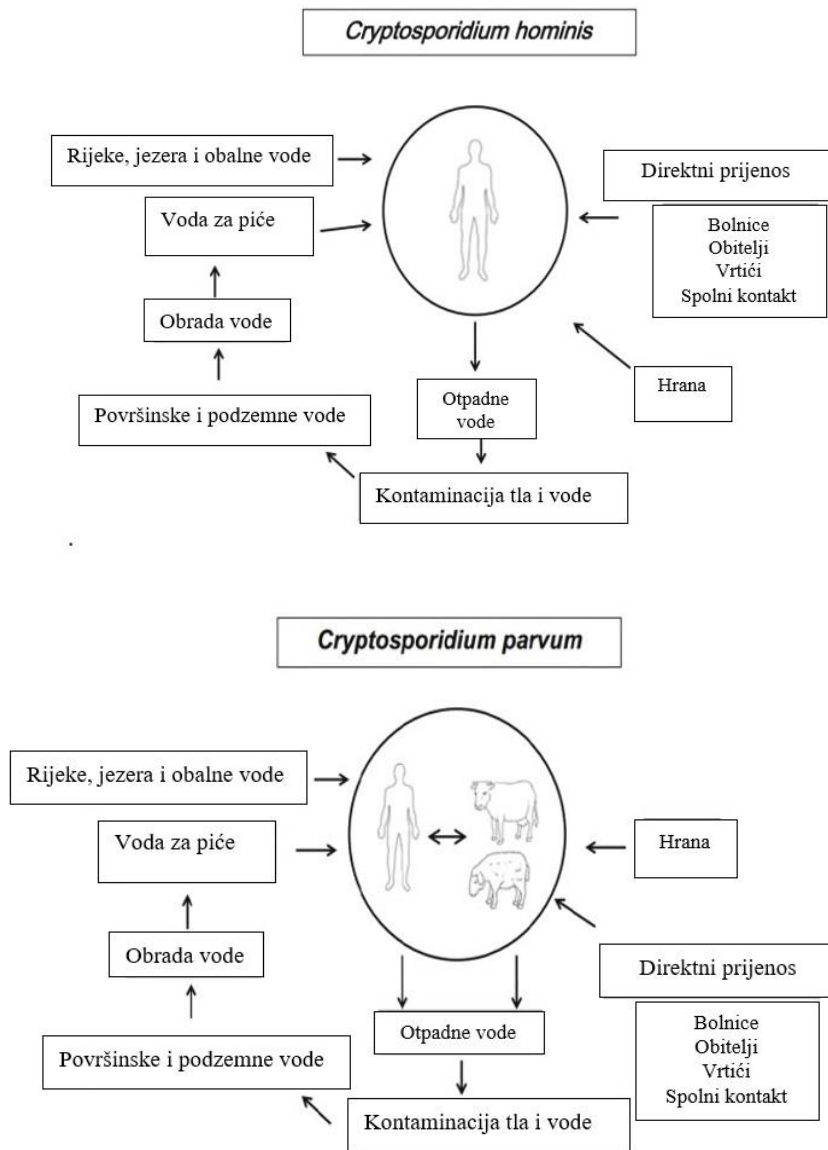 Cryptosporidium hominis
Rijeke, jezera i obalne vode
Voda za piće
Obrada vode
Površinske i podzemne vode
Direktni prijenos
Bolnice
Obitelji
Vrtići
Spolni kontakt
Hrana
Otpadne
vode
Kontaminacija tla i vode
.
Cryptosporidium parvum
Rijeke, jezera i obalne vode
Voda za piće
Obrada vode
Površinske i podzemne vode
Hrana
Direktni prijenos
Bolnice
Obitelji
Vrtići
Spolni kontakt
Otpadne vode
Kontaminacija tla i vode